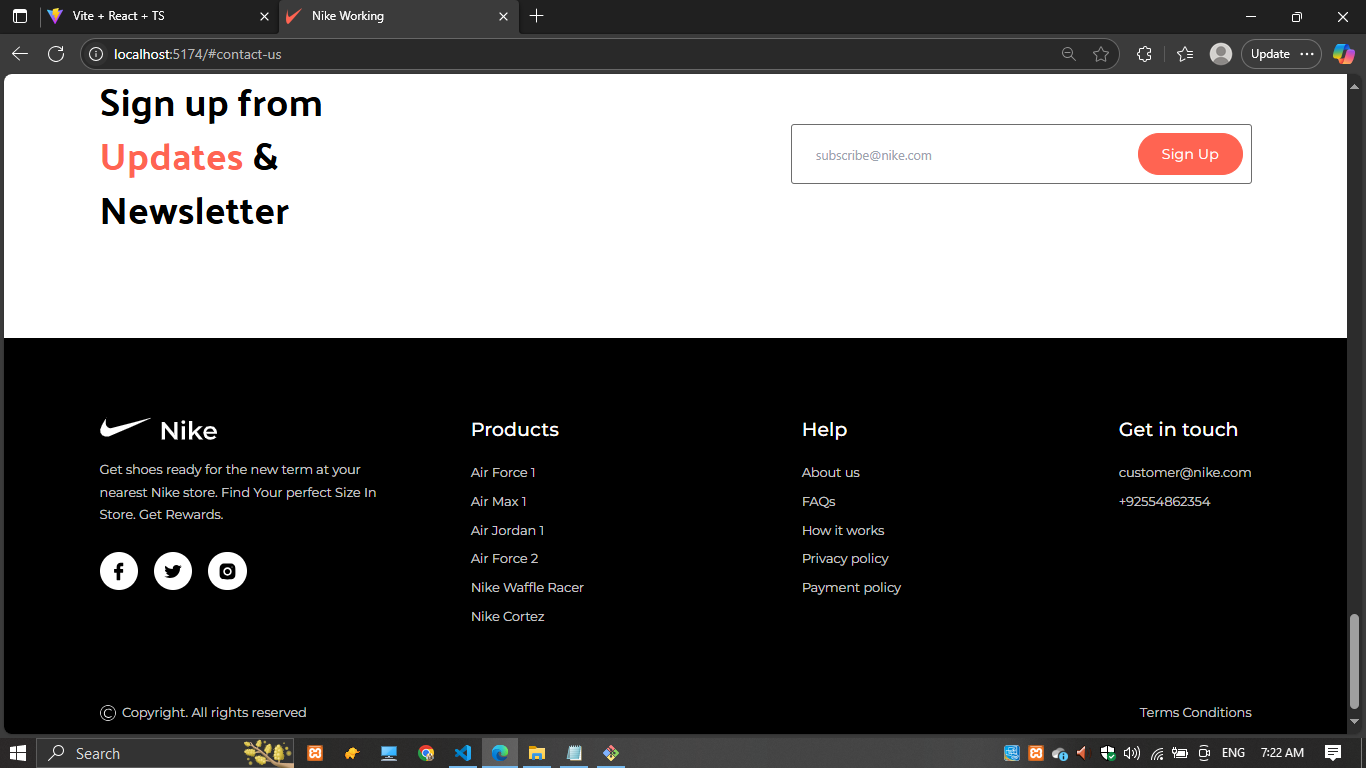 Vite + React + TS
Nike Working
localhost:5174/#contact-us
Update
Sign up from
Updates &
Newsletter
subscribe@nike.com
Sign Up
Nike
Get shoes ready for the new term at your
nearest Nike store. Find Your perfect Size In
Store. Get Rewards.
Products
Air Force 1
Air Max 1
Air Jordan 1
Air Force 2
Nike Waffle Racer
Nike Cortez
Help
About us
FAQs
How it works
Privacy policy
Payment policy
Get in touch
customer@nike.com
+92554862354
© Copyright. All rights reserved
Terms Conditions
Search
ENG
7:22 AM